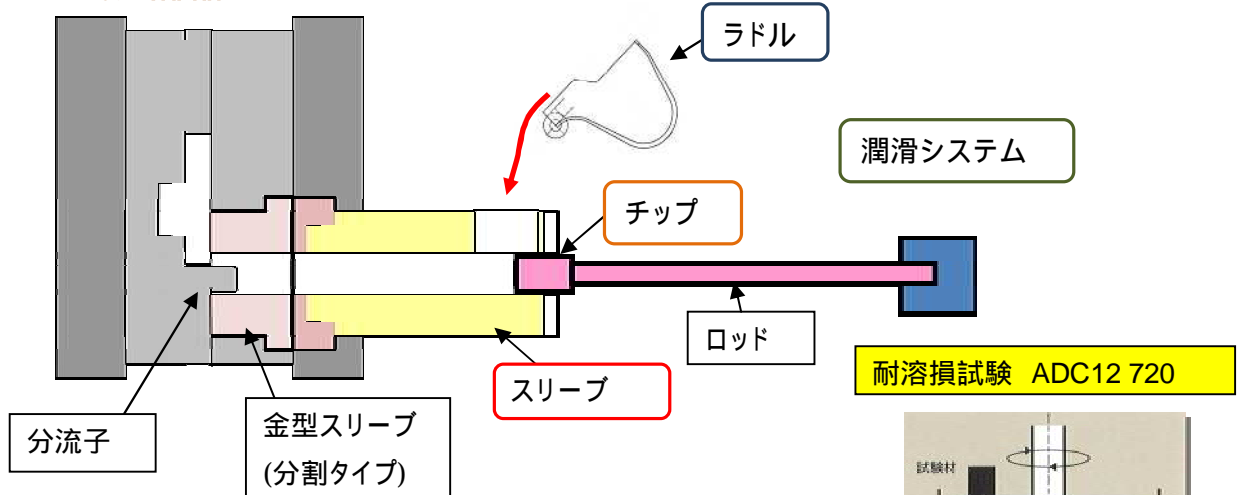 ラドル
潤滑システム
チップ
ロッド
スリーブ
耐溶損試験 ADC12 720
分流子
金型スリーブ
(分割タイプ)
試験材